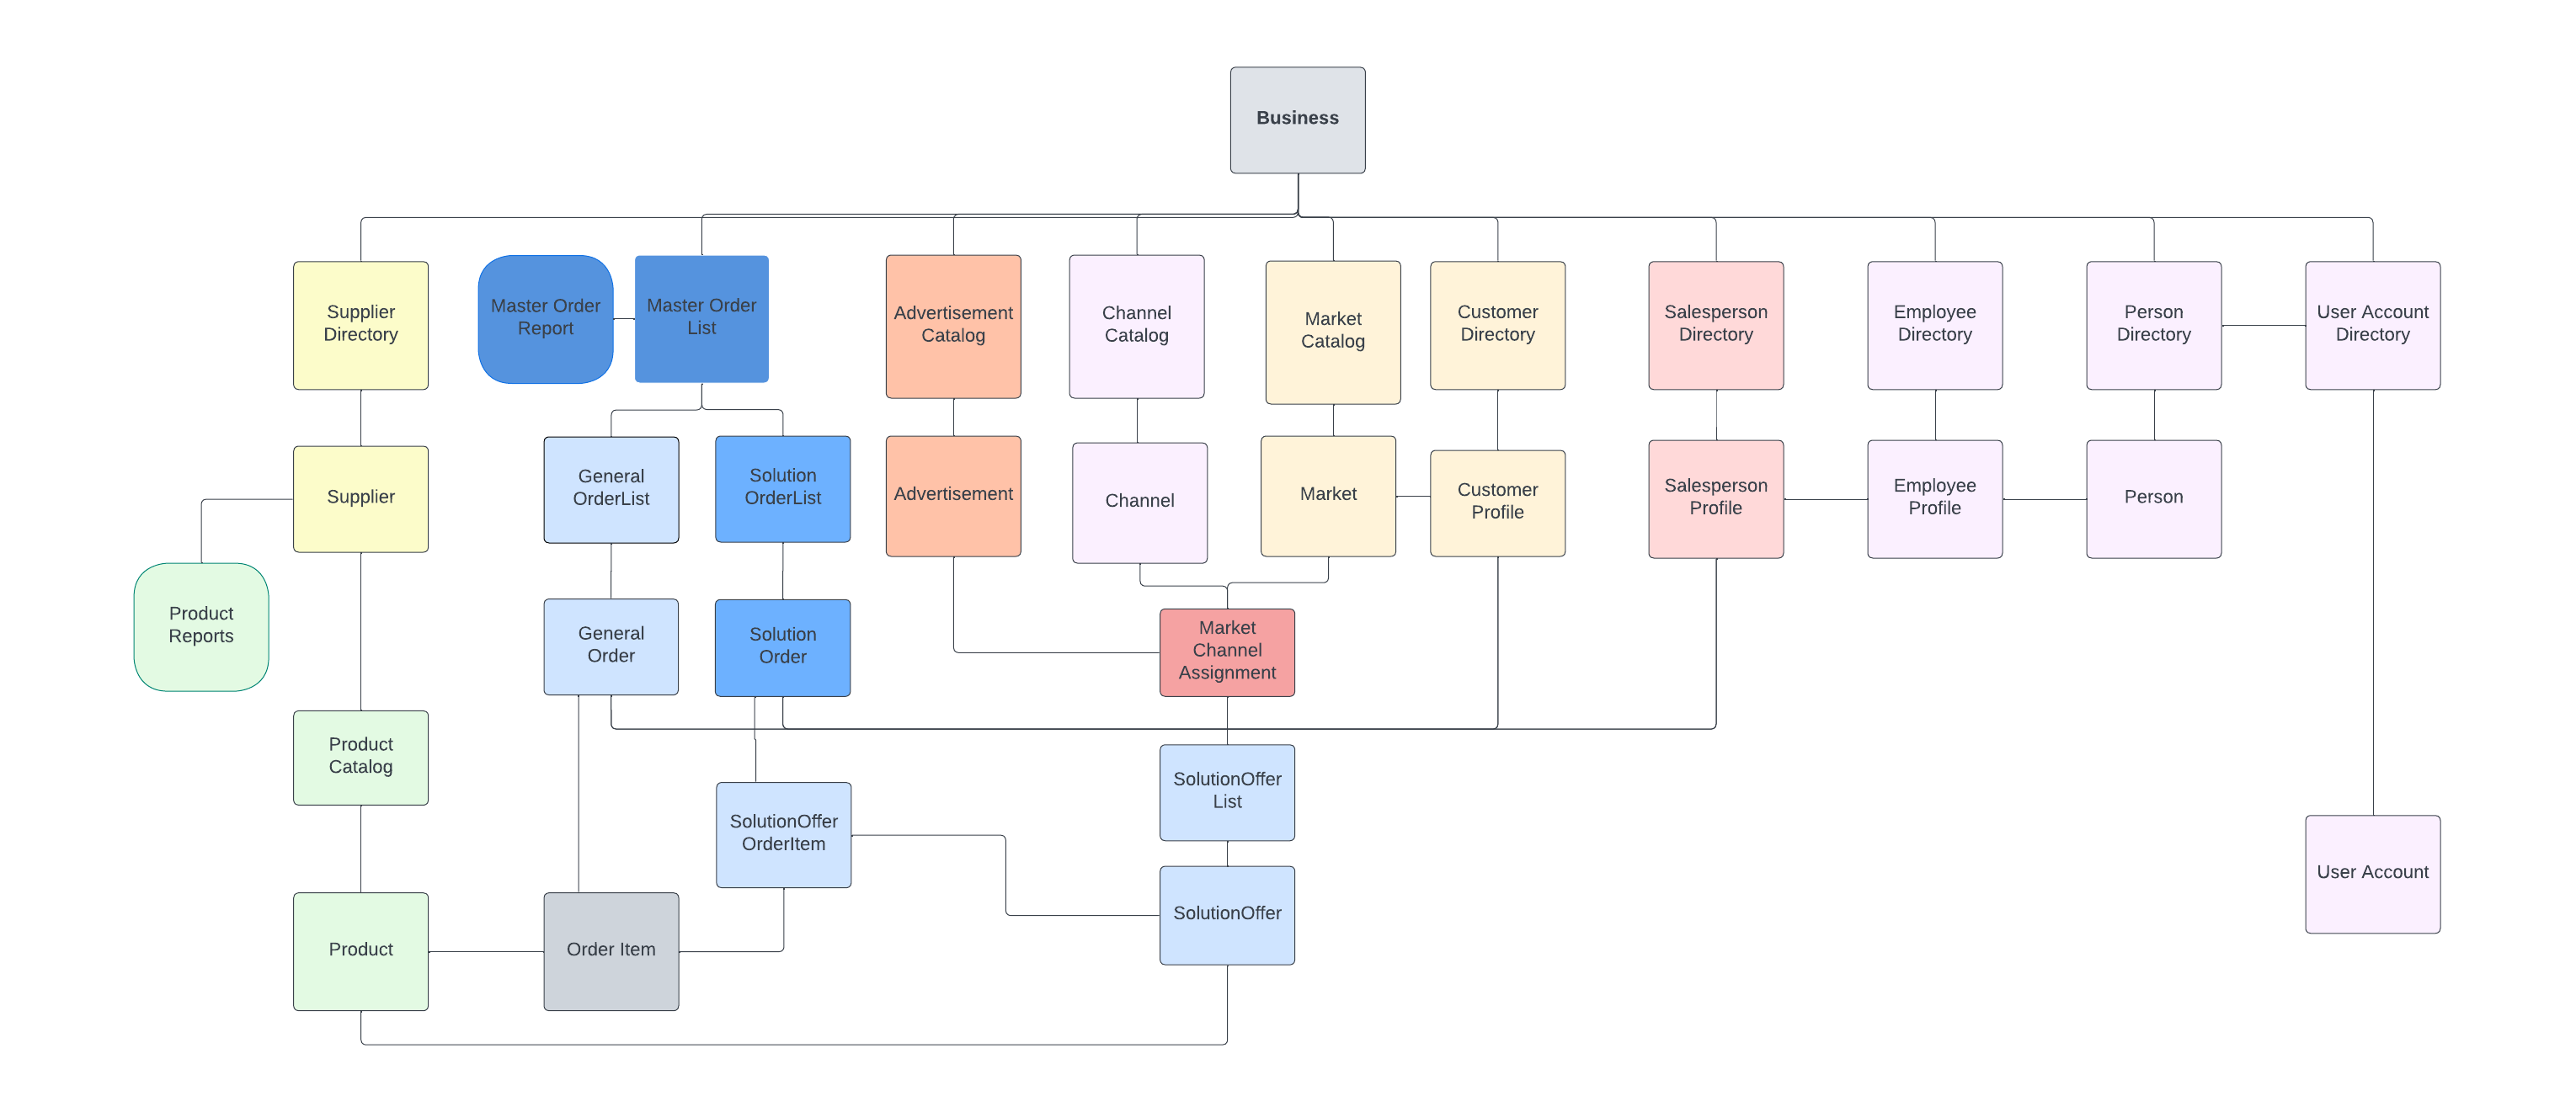 Business
Supplier
Directory
Master Order
Report
Master Order
List
Advertisement
Catalog
Channel
Catalog
Market
Catalog
Customer
Directory
Salesperson
Directory
Employee
Directory
Person
Directory
User Account
Directory
Supplier
General
OrderList
Solution
OrderList
Advertisement
Channel
Market
Customer
Profile
Salesperson
Profile
Employee
Profile
Person
Product
Reports
General
Order
Solution
Order
Market
Channel
Assignment
Product
Catalog
SolutionOffer
List
SolutionOffer
OrderItem
User Account
Product
Order Item
SolutionOffer